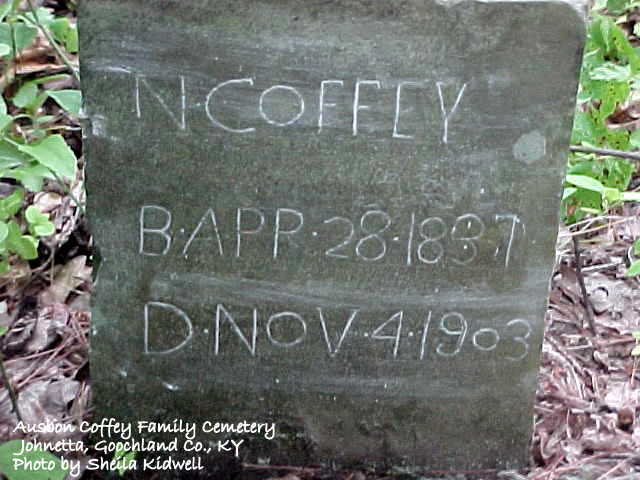 N·COFFEY
B·APR·28·1837·
D·NOV·4·1903
Ausbon Coffey Family Cemetery
Johnetta, Goochland Co., KY
Photo by Sheila Kidwell